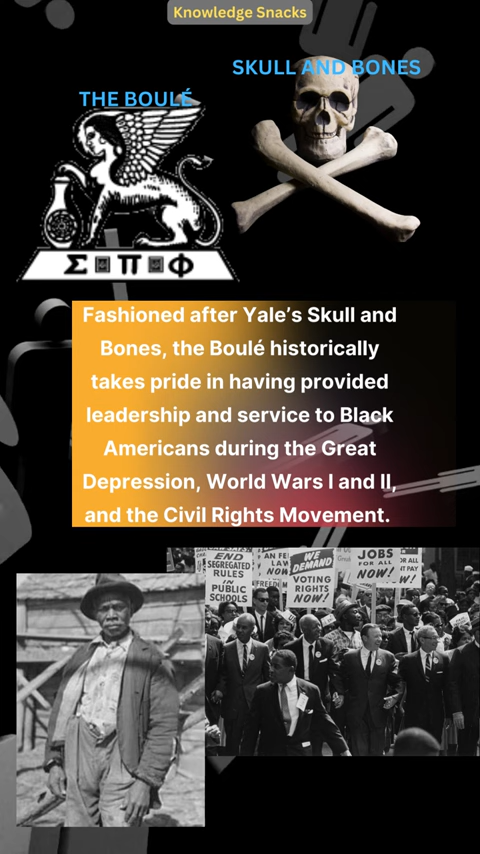 Knowledge Snacks
SKULL AND BONES
THE BOULÉ
Σ Π Φ
Fashioned after Yale's Skull and
Bones, the Boulé historically
takes pride in having provided
leadership and service to Black
Americans during the Great
Depression, World Wars I and II,
and the Civil Rights Movement.
END
SEGREGATED
RULES
IN
PUBLIC
SCHOOLS
WE
DEMAND
VOTING
RIGHTS
NOW!
JOBS
FOR ALL
NOW!